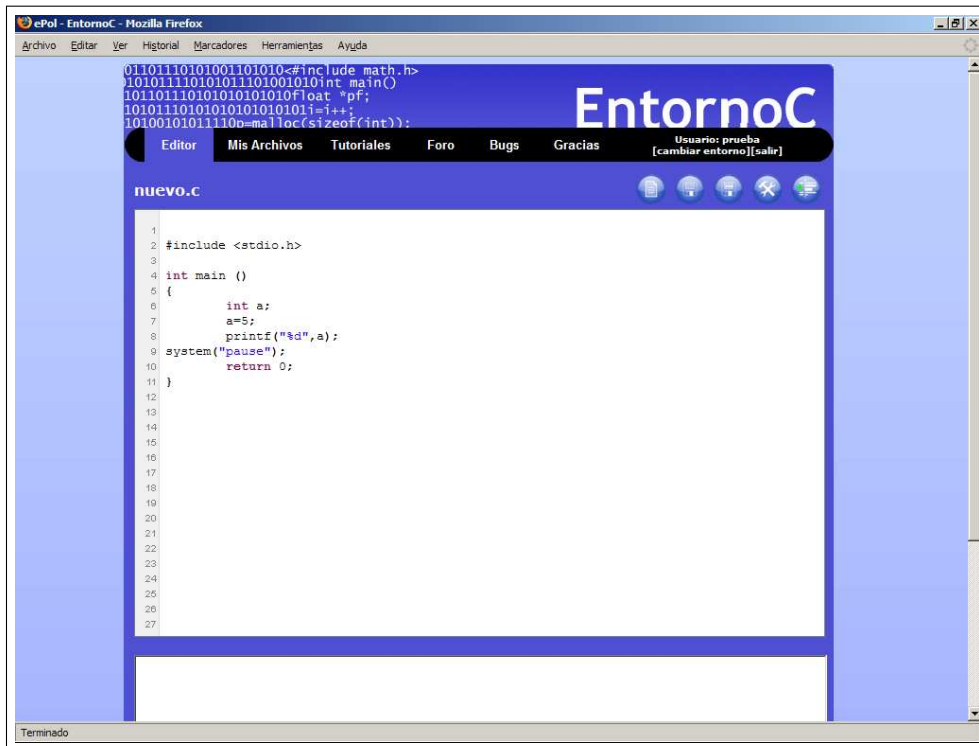 ePol - EntornoC - Mozilla Firefox
Archivo Editar Ver Historial Marcadores Herramientas Ayuda
01101110101001101010<#include math.h>
10101111010101110100101010int main()
10110111010101010101010float *pf;
10101110101010101010101i=i++;
10100101011110p=malloc(sizeof(int));
EntornoC
Editor Mis Archivos Tutoriales Foro Bugs Gracias
Usuario: prueba
[cambiar entorno][salir]
nuevo.c
1
2 #include <stdio.h>
3
4 int main ()
5 {
6 int a;
7 a=5;
8 printf("%d",a);
9 system("pause");
10 return 0;
11 }
12
13
14
15
16
17
18
19
20
21
22
23
24
25
26
27
Terminado